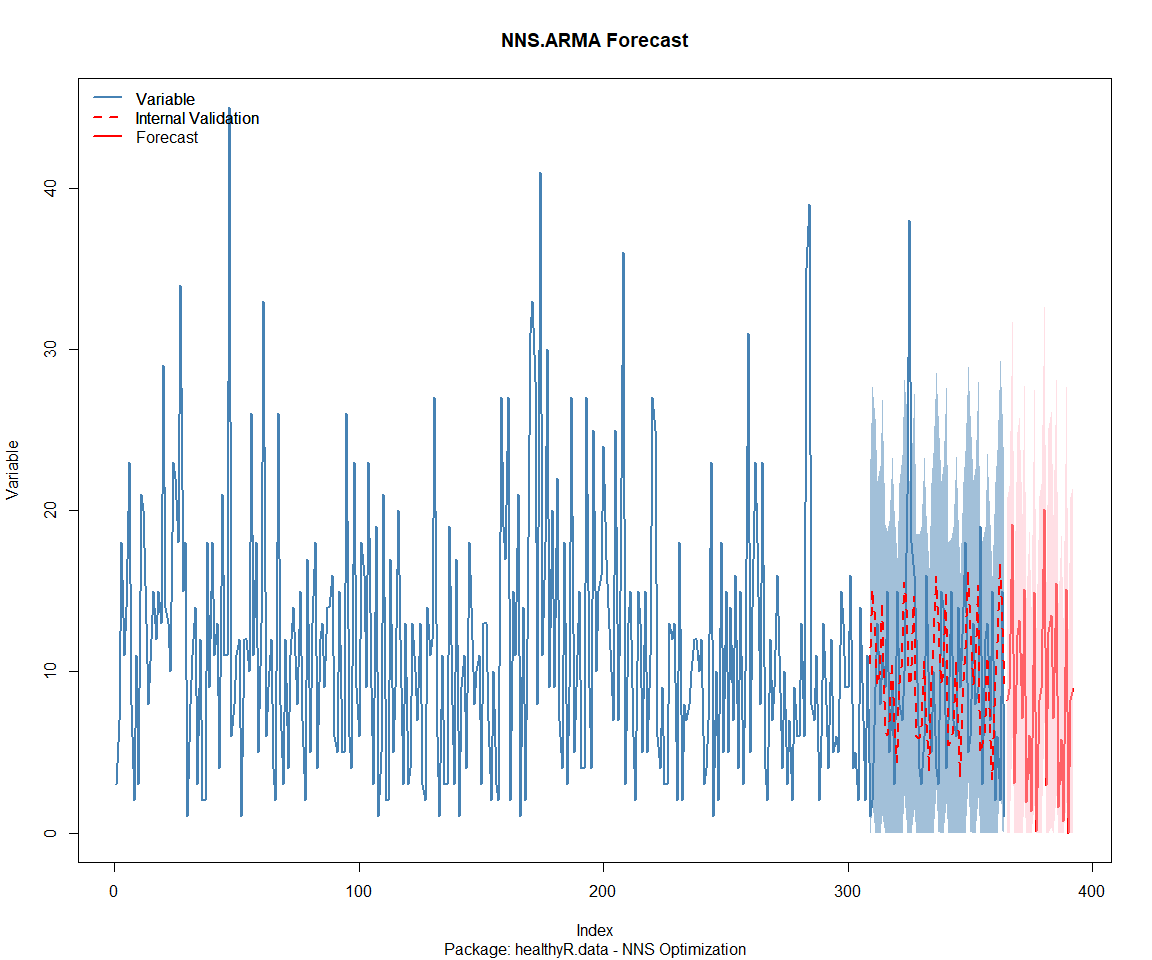 NNS.ARMA Forecast
Variable
Internal Validation
Forecast
Variable
40
30
20
10
0
0 100 200 300 400
Index
Package: healthyR.data - NNS Optimization